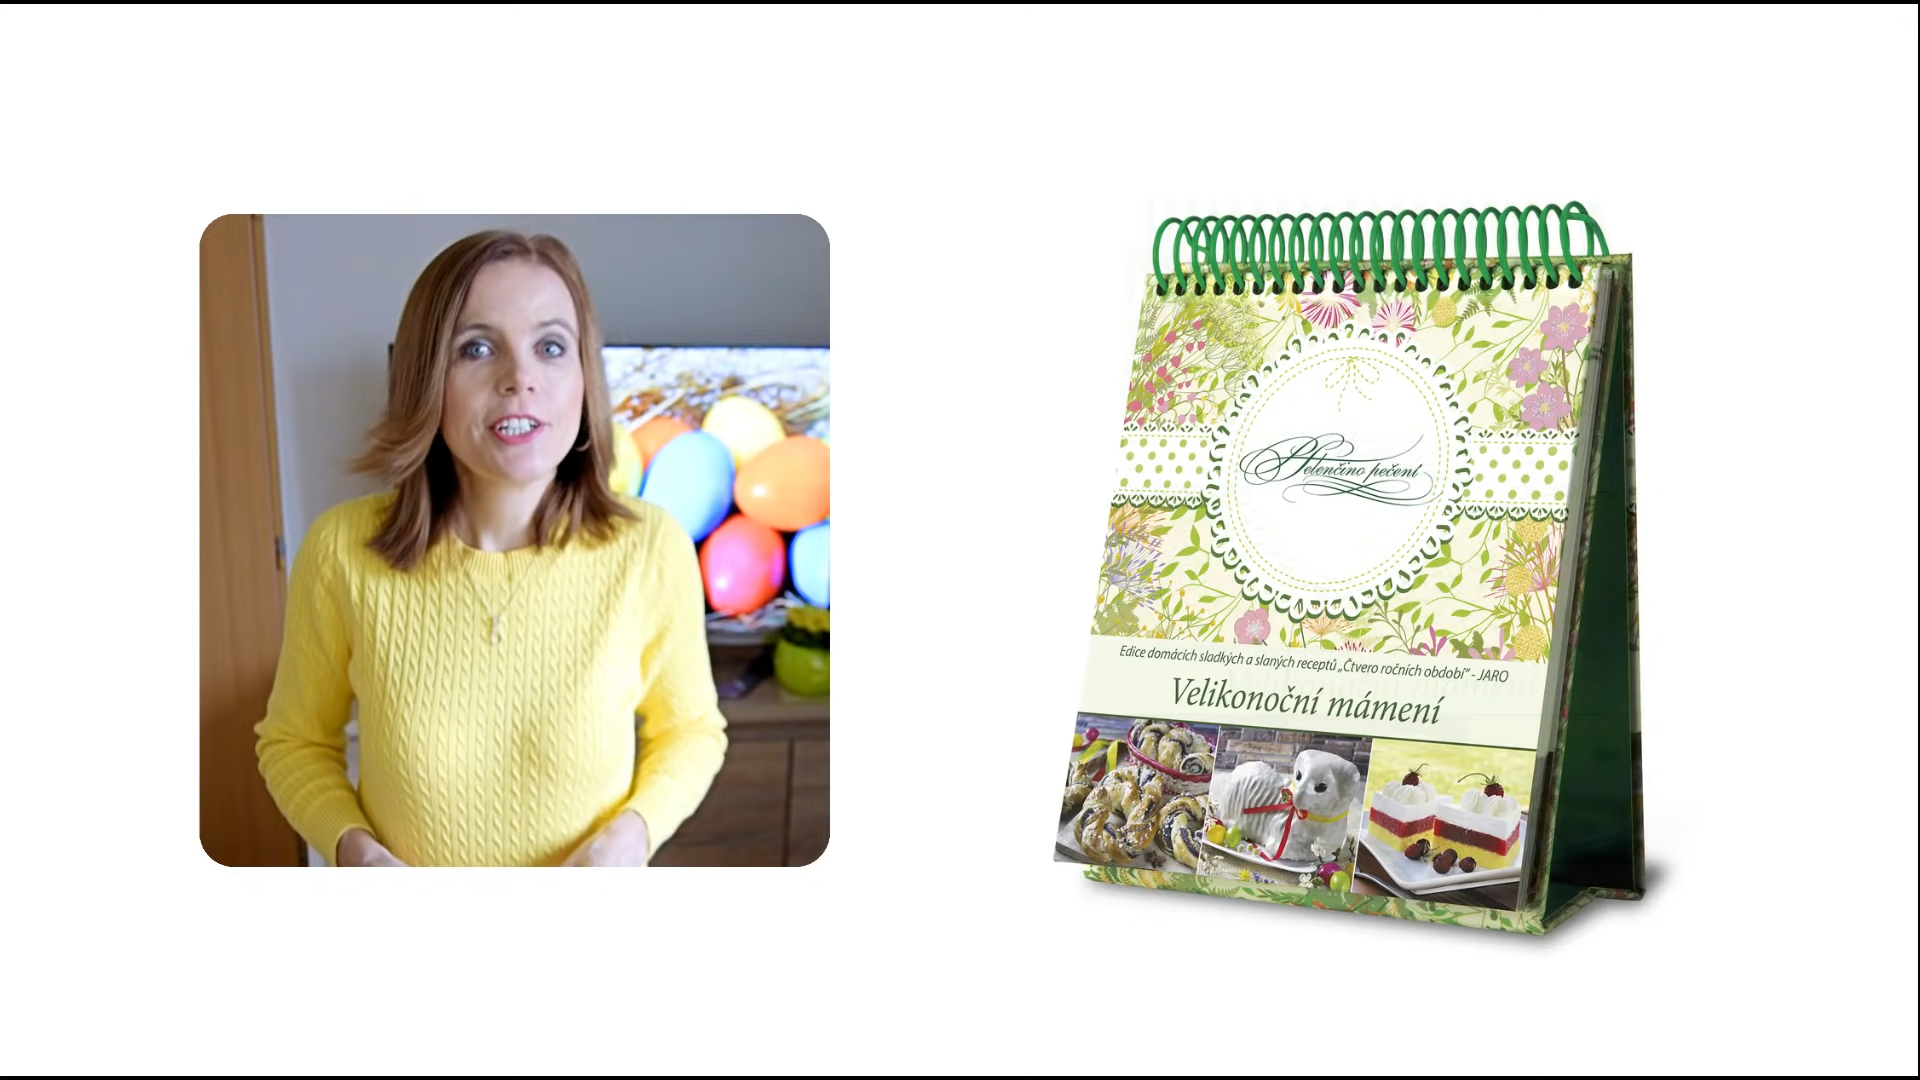 Helenčino pečení
Edice domácích sladkých a slaných receptů „Čtvero ročních období“ - JARO
Velikonoční mámení